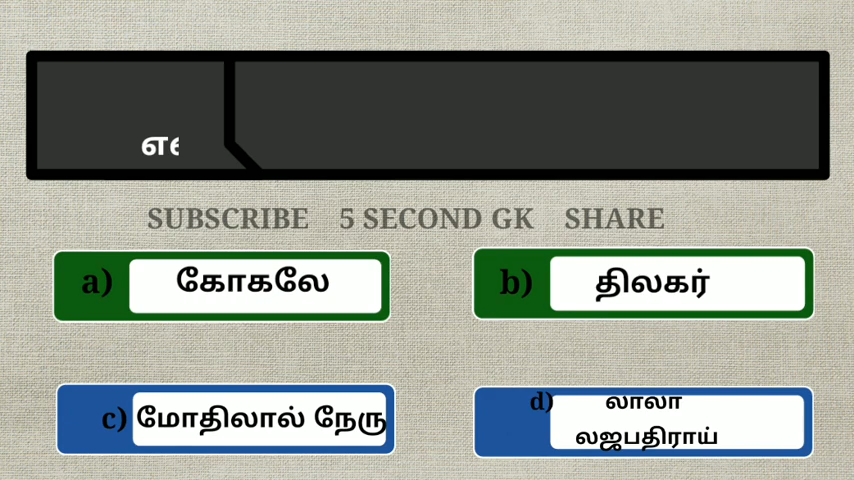 SUBSCRIBE 5 SECOND GK SHARE
a) கோகலே
b) திலகர்
c) மோதிலால் நேரு
d) லாலா
லஜபதிராய்